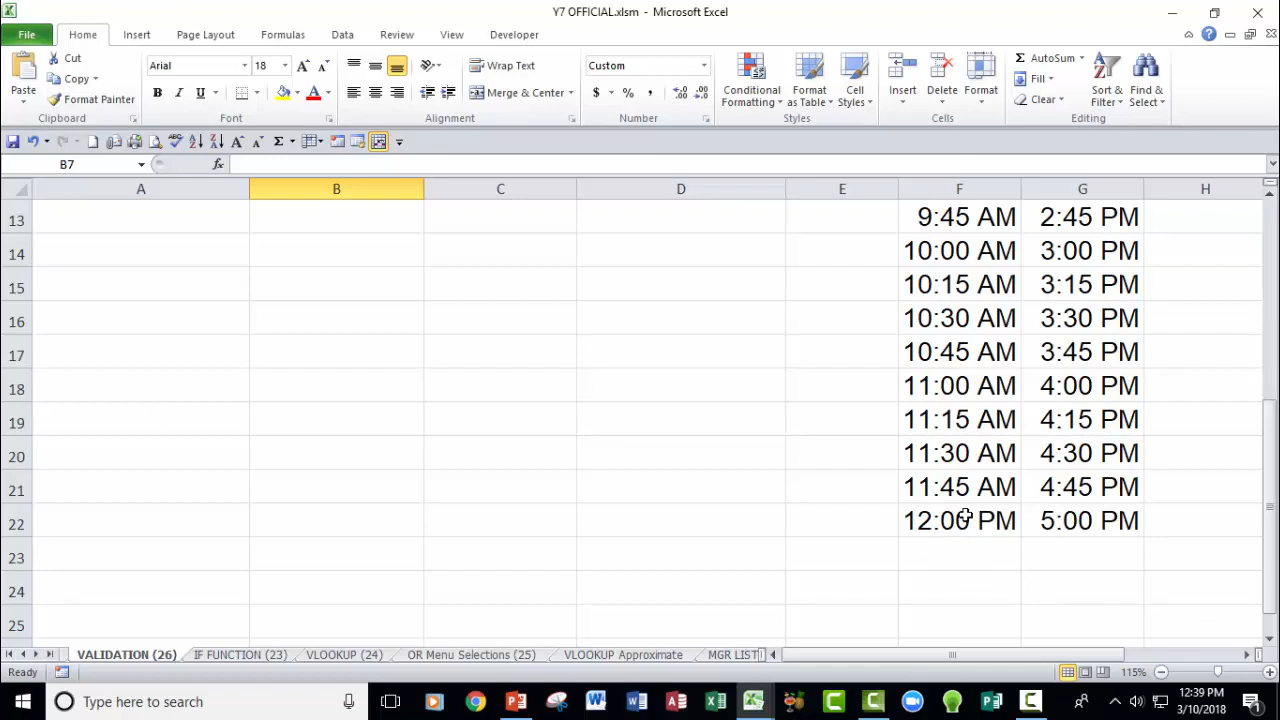 Y7 OFFICIAL.xlsm - Microsoft Excel
File Home Insert Page Layout Formulas Data Review View Developer
Paste Cut Copy Format Painter Clipboard
Arial 18 B I U Font
Wrap Text Merge & Center Alignment
Custom $ % , Number
Conditional Formatting Format as Table Cell Styles Styles
Insert Delete Format Cells
AutoSum Fill Clear Sort & Filter Find & Select Editing
B7 fx
A B C D E F G H
13 9:45 AM 2:45 PM
14 10:00 AM 3:00 PM
15 10:15 AM 3:15 PM
16 10:30 AM 3:30 PM
17 10:45 AM 3:45 PM
18 11:00 AM 4:00 PM
19 11:15 AM 4:15 PM
20 11:30 AM 4:30 PM
21 11:45 AM 4:45 PM
22 12:00 PM 5:00 PM
23
24
25
VALIDATION (26) IF FUNCTION (23) VLOOKUP (24) OR Menu Selections (25) VLOOKUP Approximate MGR LIST
Ready 115%
Type here to search 12:39 PM
3/10/2018